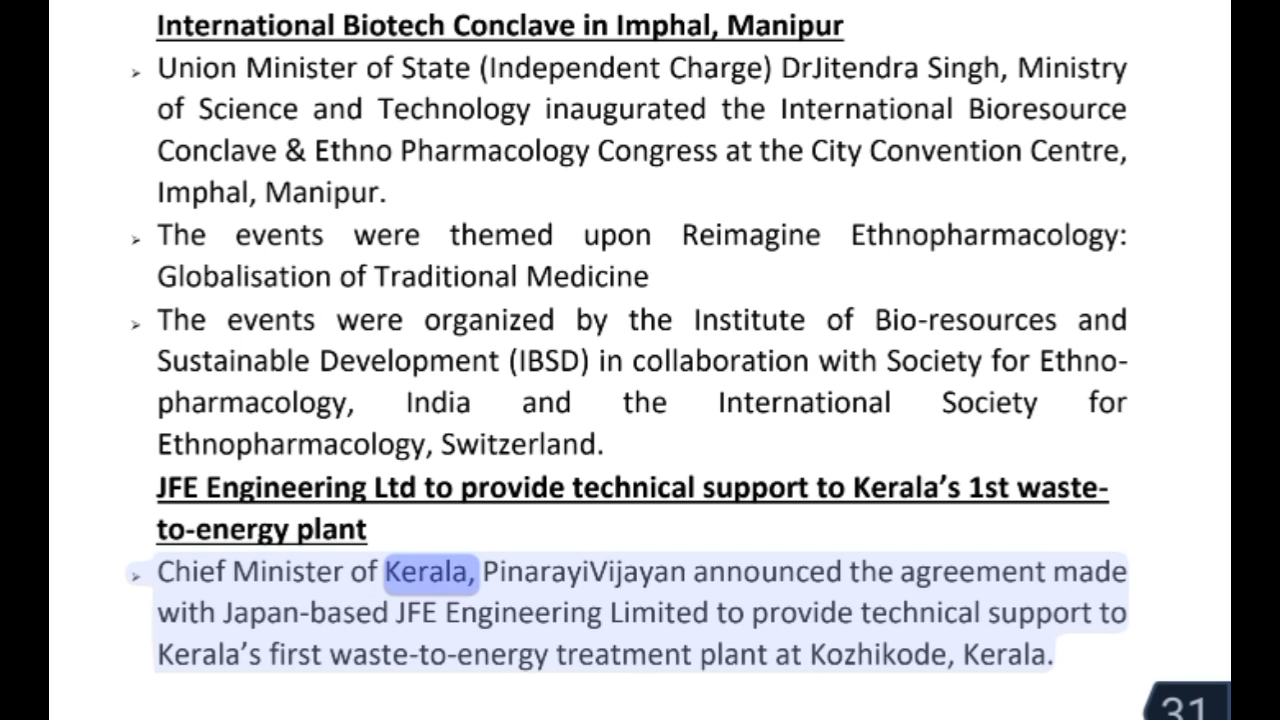 International Biotech Conclave in Imphal, Manipur
➢ Union Minister of State (Independent Charge) DrJitendra Singh, Ministry
of Science and Technology inaugurated the International Bioresource
Conclave & Ethno Pharmacology Congress at the City Convention Centre,
Imphal, Manipur.
➢ The events were themed upon Reimagine Ethnopharmacology:
Globalisation of Traditional Medicine
➢ The events were organized by the Institute of Bio-resources and
Sustainable Development (IBSD) in collaboration with Society for Ethno-
pharmacology, India and the International Society for
Ethnopharmacology, Switzerland.
JFE Engineering Ltd to provide technical support to Kerala’s 1st waste-
to-energy plant
➢ Chief Minister of Kerala, PinarayiVijayan announced the agreement made
with Japan-based JFE Engineering Limited to provide technical support to
Kerala’s first waste-to-energy treatment plant at Kozhikode, Kerala.
31